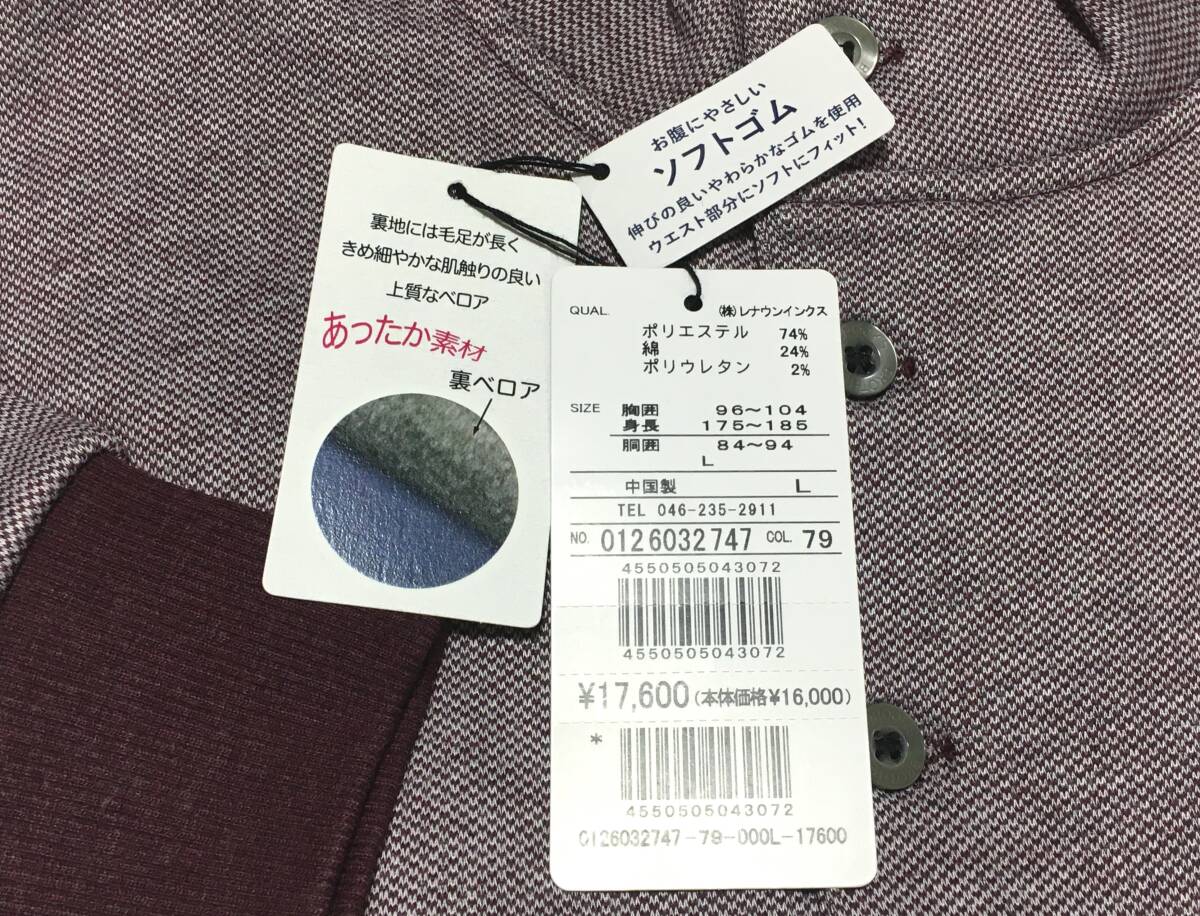 お腹にやさしい
ソフトゴム
伸びの良いやわらかなゴムを使用
ウエスト部分にソフトにフィット!
裏地には毛足が長く
きめ細やかな肌触りの良い
上質なベロア
あったか素材
裏ベロア
QUAL. (株)レナウンインクス
ポリエステル 74%
綿 24%
ポリウレタン 2%
SIZE 胸囲 96~104
身長 175~185
胴囲 84~94
L
中国製 L
TEL 046-235-2911
NO. 0126032747 COL. 79
4550505043072
4550505043072
¥17,600(本体価格¥16,000)
*
4550505043072
0126032747-79-000L-17600